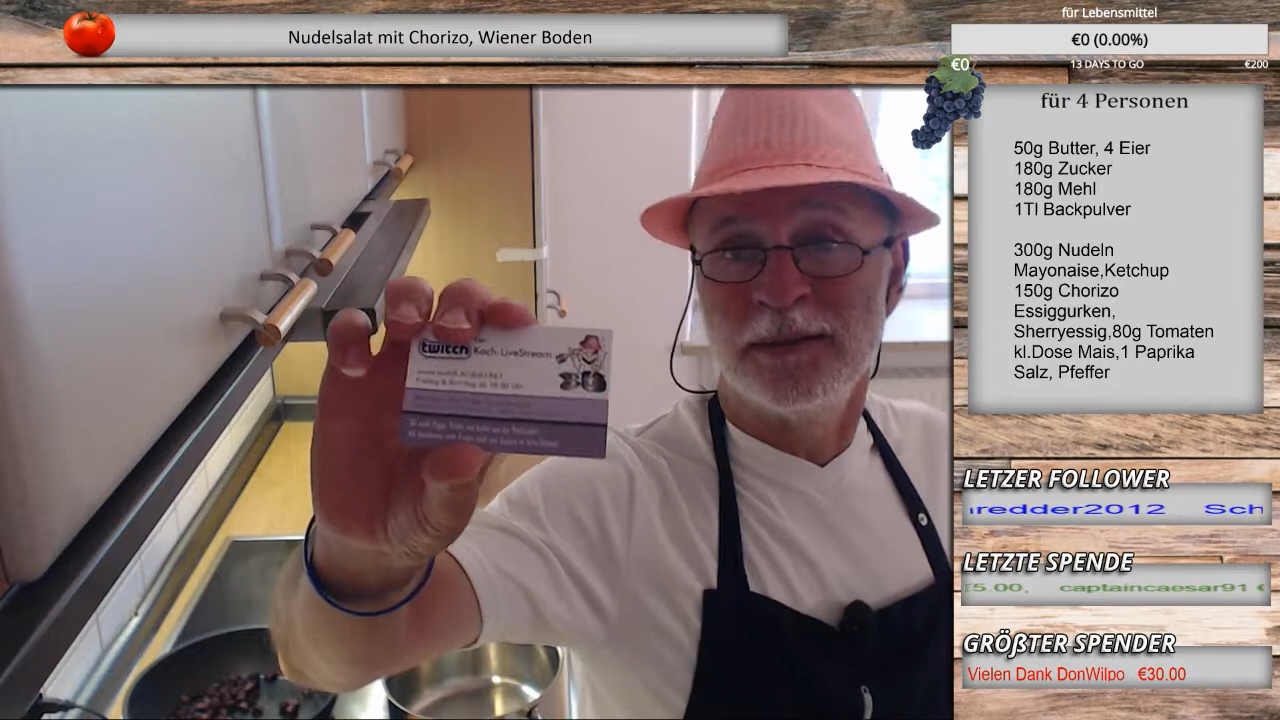 Nudelsalat mit Chorizo, Wiener Boden
für Lebensmittel
€0 (0.00%)
€0
13 DAYS TO GO
€200
für 4 Personen
50g Butter, 4 Eier
180g Zucker
180g Mehl
1Tl Backpulver
300g Nudeln
Mayonaise,Ketchup
150g Chorizo
Essiggurken,
Sherryessig,80g Tomaten
kl.Dose Mais,1 Paprika
Salz, Pfeffer
twitch Koch-LiveStream
LETZER FOLLOWER
redder2012 Sch
LETZTE SPENDE
€5.00, captaincaesar91
GRÖßTER SPENDER
Vielen Dank DonWilpo €30.00